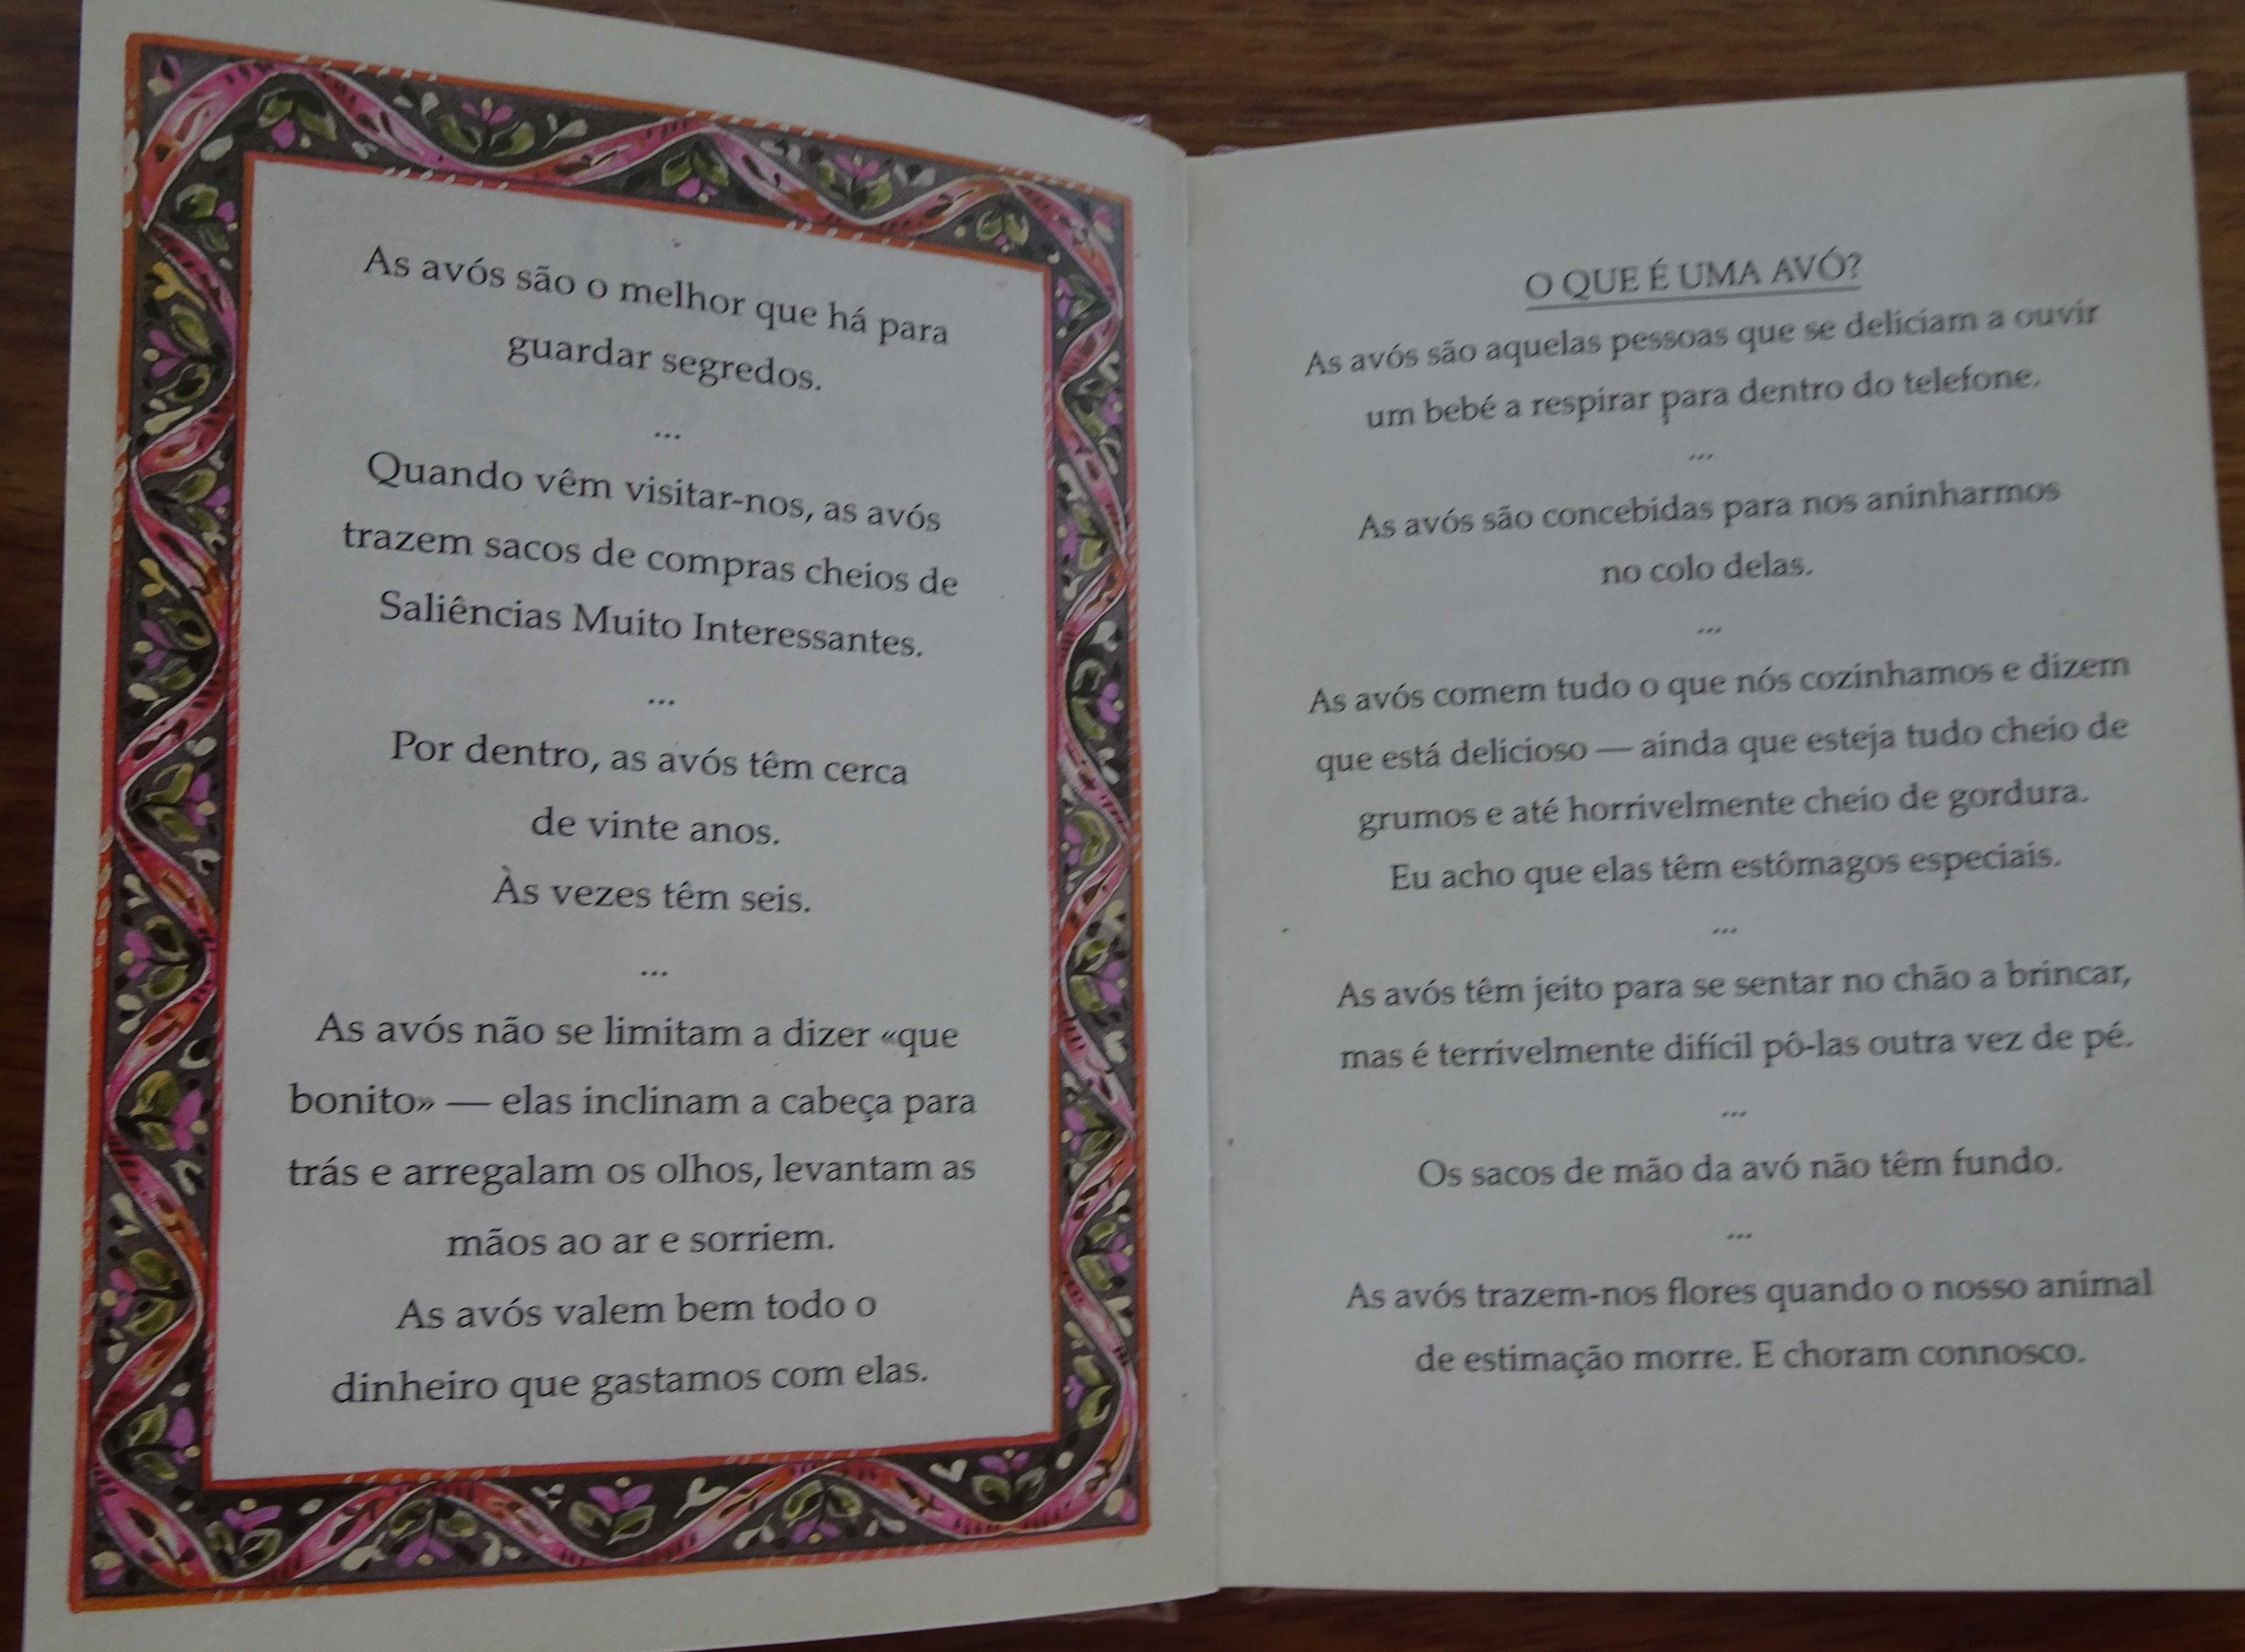 As avós são o melhor que há para
guardar segredos.
...
Quando vêm visitar-nos, as avós
trazem sacos de compras cheios de
Saliências Muito Interessantes.
...
Por dentro, as avós têm cerca
de vinte anos.
Às vezes têm seis.
...
As avós não se limitam a dizer «que
bonito» — elas inclinam a cabeça para
trás e arregalam os olhos, levantam as
mãos ao ar e sorriem.
As avós valem bem todo o
dinheiro que gastamos com elas.
O QUE É UMA AVÓ?
As avós são aquelas pessoas que se deliciam a ouvir
um bebé a respirar para dentro do telefone.
...
As avós são concebidas para nos aninharmos
no colo delas.
...
As avós comem tudo o que nós cozinhamos e dizem
que está delicioso — ainda que esteja tudo cheio de
grumos e até horrivelmente cheio de gordura.
Eu acho que elas têm estômagos especiais.
...
As avós têm jeito para se sentar no chão a brincar,
mas é terrivelmente difícil pô-las outra vez de pé.
...
Os sacos de mão da avó não têm fundo.
...
As avós trazem-nos flores quando o nosso animal
de estimação morre. E choram connosco.